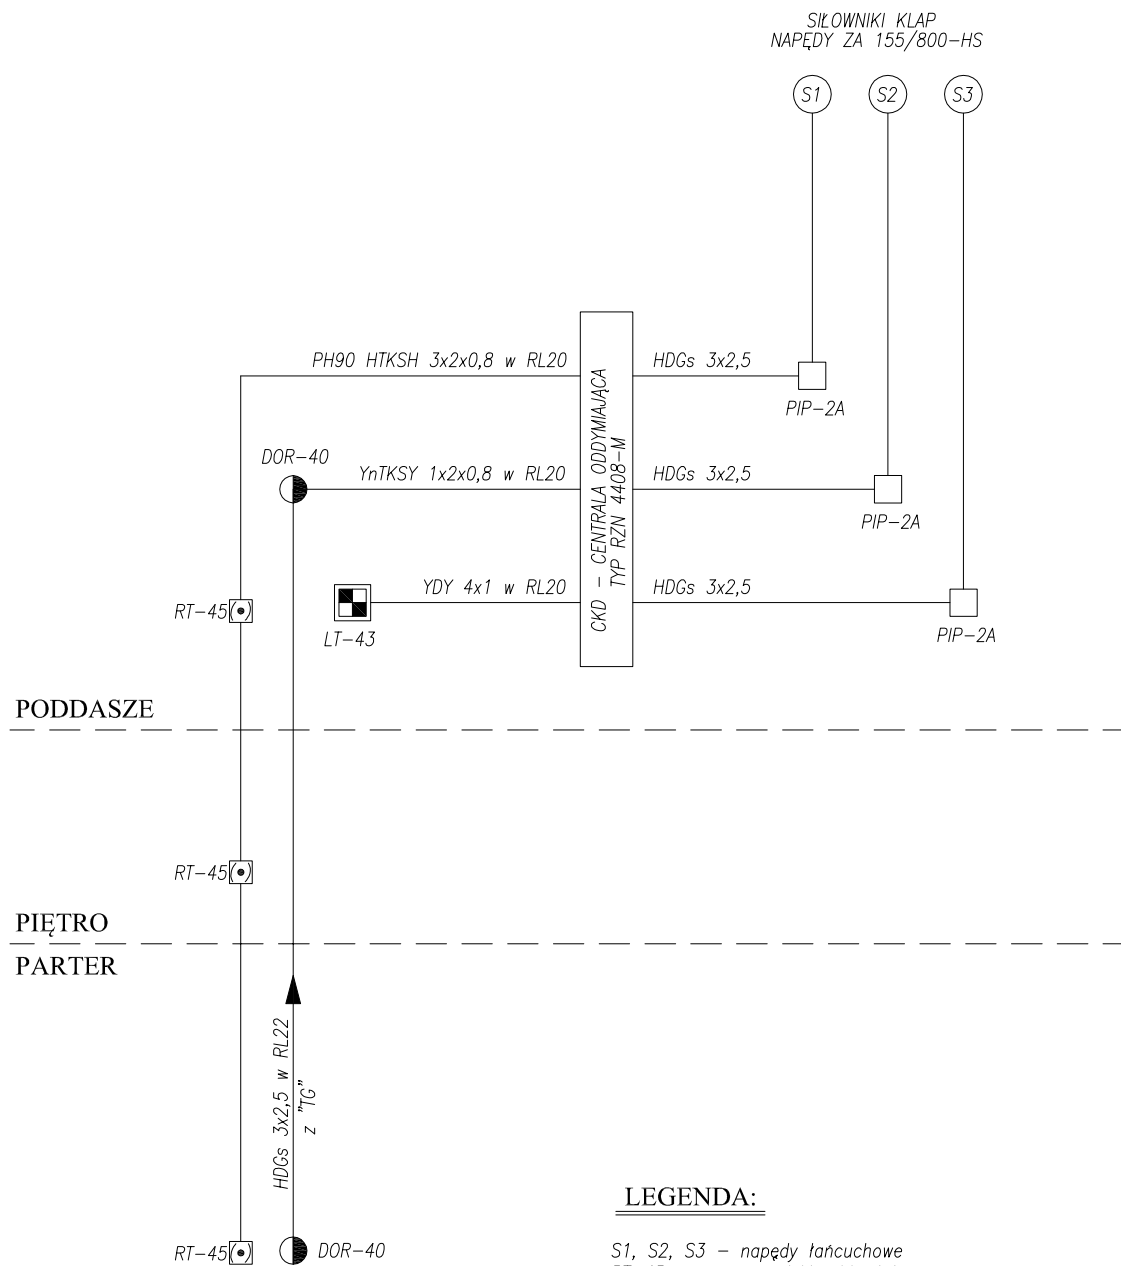 SIŁOWNIKI KLAP
NAPĘDY ZA 155/800-HS
S1
S2
S3
PH90 HTKSH 3x2x0,8 w RL20
HDGs 3x2,5
PIP-2A
DOR-40
YnTKSY 1x2x0,8 w RL20
HDGs 3x2,5
PIP-2A
CKD - CENTRALA ODDYMIAJĄCA
TYP RZN 4408-M
YDY 4x1 w RL20
HDGs 3x2,5
RT-45
LT-43
PIP-2A
PODDASZE
RT-45
PIĘTRO
PARTER
HDGs 3x2,5 w RL22
z "TG"
LEGENDA:
RT-45
DOR-40
S1, S2, S3 - napędy łańcuchowe